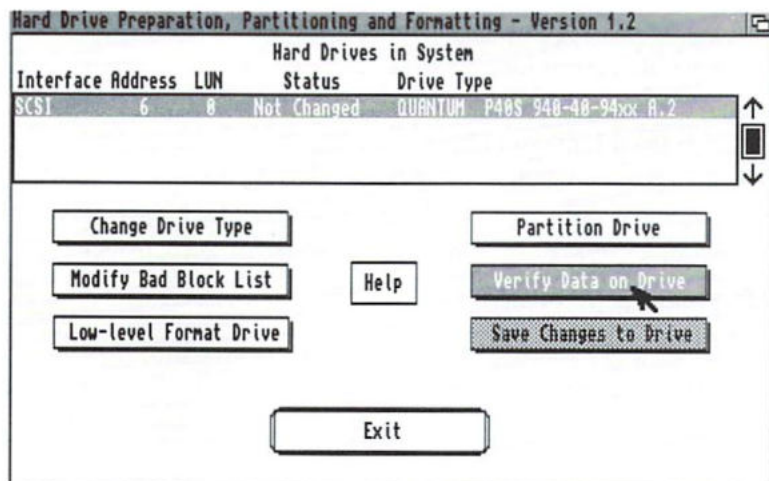 Hard Drive Preparation, Partitioning and Formatting - Version 1.2
Hard Drives in System
Interface Address LUN Status Drive Type
SCSI 6 0 Not Changed QUANTUM P40S 940-40-94xx A.2
Change Drive Type
Partition Drive
Modify Bad Block List
Help
Verify Data on Drive
Low-level Format Drive
Save Changes to Drive
Exit